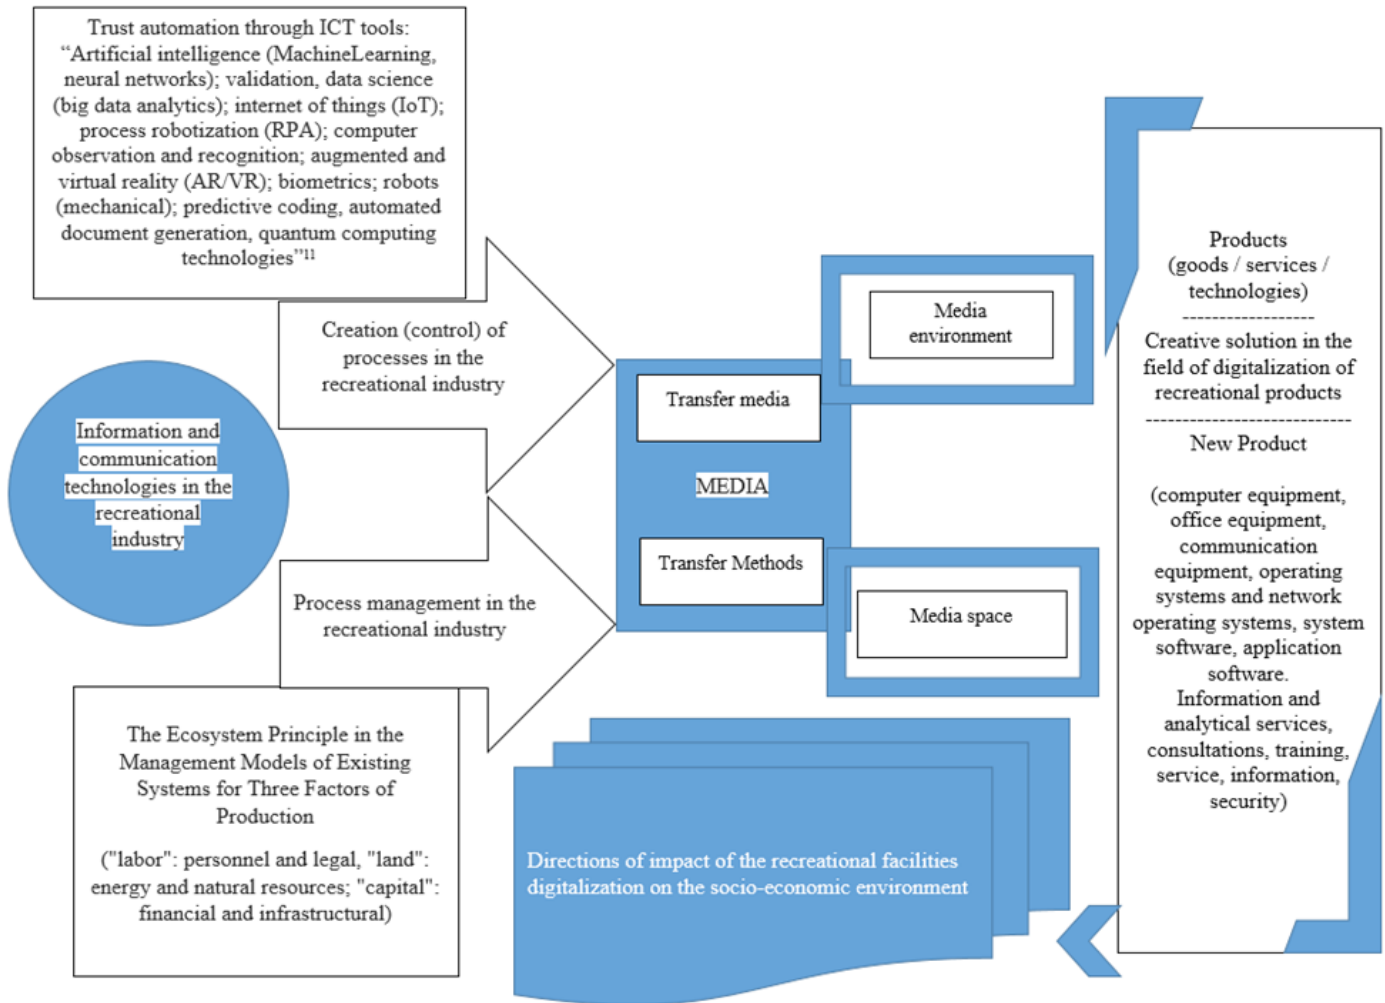 Trust automation through ICT tools:
“Artificial intelligence (MachineLearning,
neural networks); validation, data science
(big data analytics); internet of things (IoT);
process robotization (RPA); computer
observation and recognition; augmented and
virtual reality (AR/VR); biometrics; robots
(mechanical); predictive coding, automated
document generation, quantum computing
technologies”¹¹
Creation (control) of
processes in the
recreational industry
Information and
communication
technologies in the
recreational
industry
Process management in the
recreational industry
The Ecosystem Principle in the
Management Models of Existing
Systems for Three Factors of
Production
("labor": personnel and legal, "land":
energy and natural resources; "capital":
financial and infrastructural)
Transfer media
MEDIA
Transfer Methods
Media
environment
Media space
Products
(goods / services /
technologies)
------------------
Creative solution in the
field of digitalization of
recreational products
----------------------------
New Product
(computer equipment,
office equipment,
communication
equipment, operating
systems and network
operating systems, system
software, application
software.
Information and
analytical services,
consultations, training,
service, information,
security)
Directions of impact of the recreational facilities
digitalization on the socio-economic environment